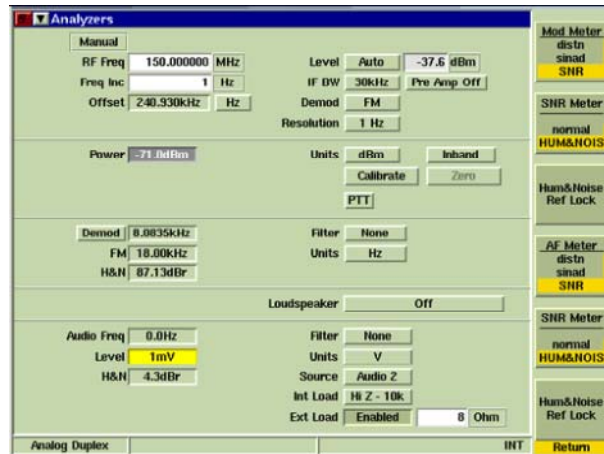 Analyzers
Manual
RF Freq 150.000000 MHz Level Auto -37.6 dBm
Freq Inc 1 Hz IF BW 30kHz Pre Amp Off
Offset 240.930kHz Hz Demod FM
Resolution 1 Hz
Power -71.0dBm Units dBm Inband
Calibrate Zero
PTT
Demod 8.0835kHz Filter None
FM 18.00kHz Units Hz
H&N 87.13dBr
Loudspeaker Off
Audio Freq 0.0Hz Filter None
Level 1mV Units V
H&N 4.3dBr Source Audio 2
Int Load Hi Z - 10k
Ext Load Enabled 8 Ohm
Analog Duplex INT
Mod Meter
distn
sinad
SNR
SNR Meter
normal
HUM&NOIS
Hum&Noise
Ref Lock
AF Meter
distn
sinad
SNR
SNR Meter
normal
HUM&NOIS
Hum&Noise
Ref Lock
Return